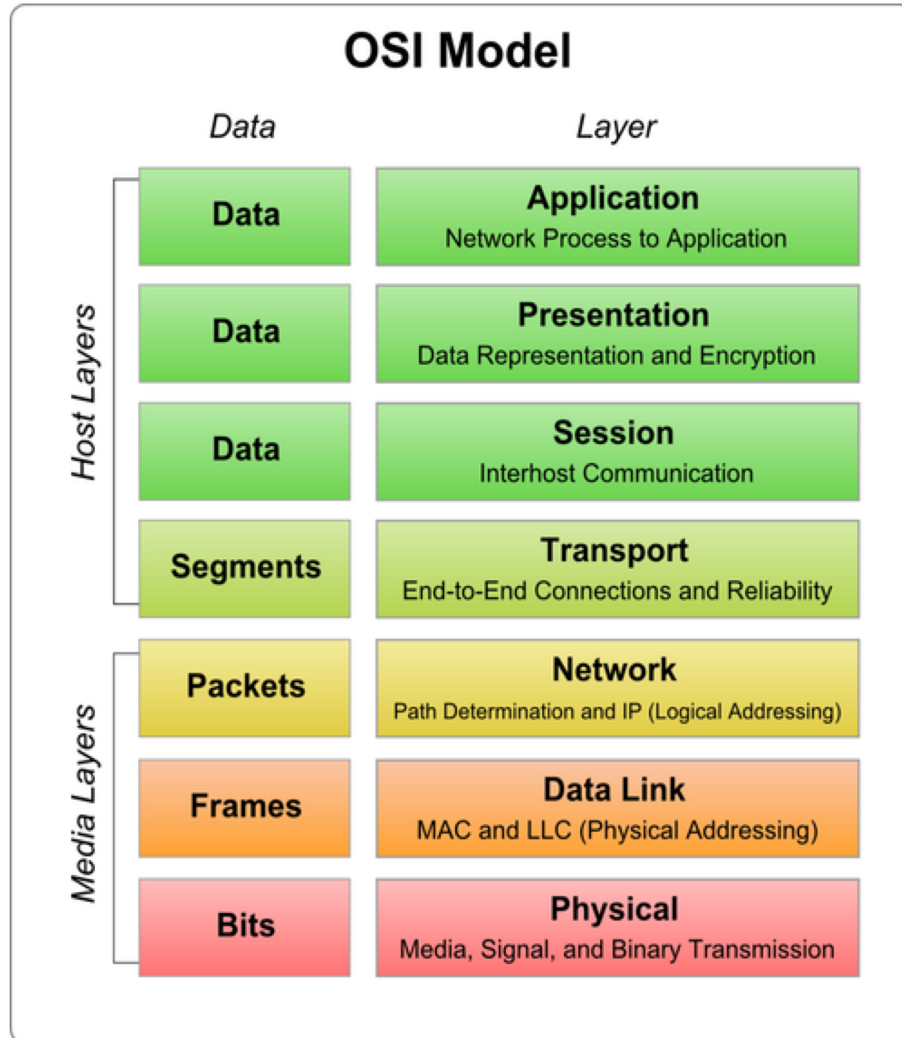 OSI Model
Data Layer
Host Layers
Data
Application
Network Process to Application
Data
Presentation
Data Representation and Encryption
Data
Session
Interhost Communication
Segments
Transport
End-to-End Connections and Reliability
Media Layers
Packets
Network
Path Determination and IP (Logical Addressing)
Frames
Data Link
MAC and LLC (Physical Addressing)
Bits
Physical
Media, Signal, and Binary Transmission